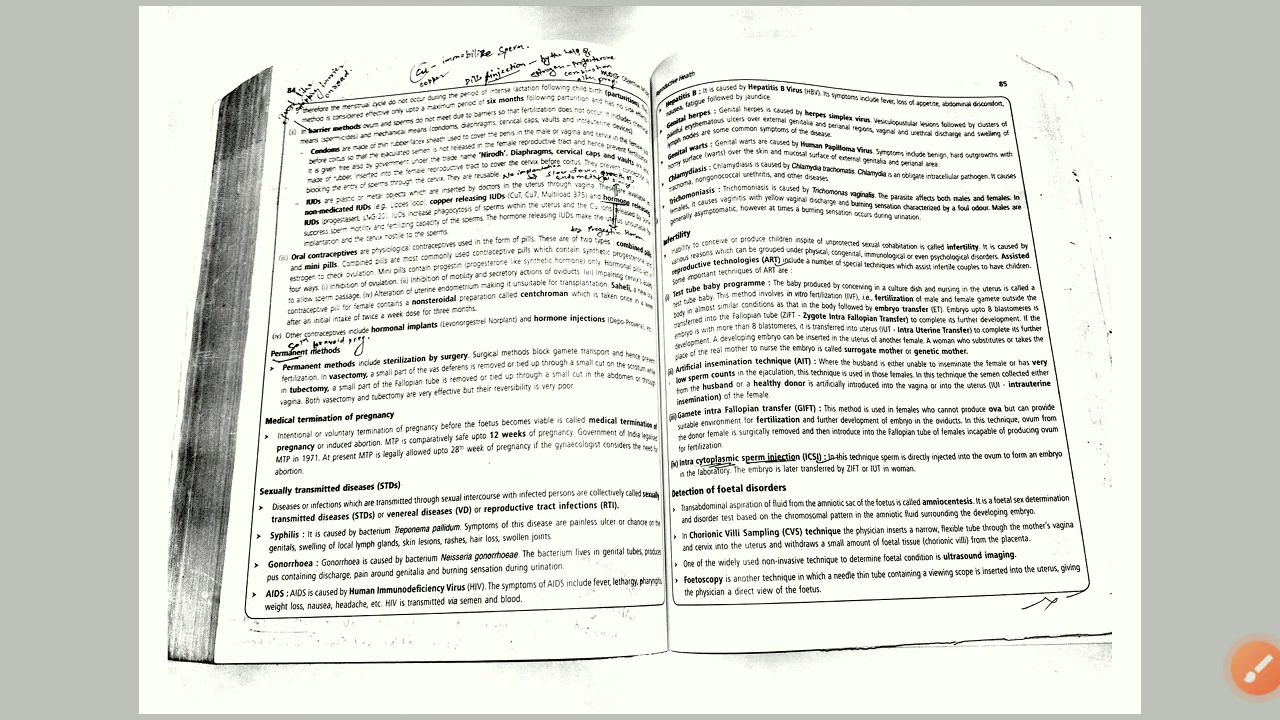 84
Therefore the menstrual cycle do not occur during the period of intense lactation following child birth (parturition).
method is considered effective only upto a maximum period of six months following parturition and has no side
In barrier methods ovum and sperms do not meet due to barriers so that fertilization does not occur. It includes
means (spermicides) and mechanical means (condoms, diaphragms, cervical caps, vaults and intrauterine devices).
– Condoms are made of thin rubber/latex sheath used to cover the penis in the male or vagina and cervix in the female
before coitus so that the ejaculated semen is not released in the female reproductive tract and hence prevent
It is given free also by government under the trade name 'Nirodh'. Diaphragms, cervical caps and vaults
made of rubber, inserted into the female reproductive tract to cover the cervix before coitus. They prevent
blocking the entry of sperms through the cervix. They are reusable.
– IUDs are plastic or metal objects which are inserted by doctors in the uterus through vagina.
non-medicated IUDs (e.g., Lippes loop), copper releasing IUDs (CuT, Cu7, Multiload 375) and hormone releasing
IUDs (progestasert, LNG-20). IUDs increase phagocytosis of sperms within the uterus and the Cu ions released
suppress sperm motility and fertilizing capacity of the sperms. The hormone releasing IUDs make the uterus unsuitable
implantation and the cervix hostile to the sperms.
(iii) Oral contraceptives are physiological contraceptives used in the form of pills. These are of two types : combined pills
and mini pills. Combined pills are most commonly used contraceptive pills which contain synthetic progesterone
estrogen to check ovulation. Mini pills contain progestin (progesterone like synthetic hormone) only. Hormonal pills
four ways. (i) Inhibition of ovulation. (ii) Inhibition of motility and secretory actions of oviducts. (iii) Impairing cervix's
to allow sperm passage. (iv) Alteration of uterine endometrium making it unsuitable for transplantation. Saheli,
contraceptive pill for female contains a nonsteroidal preparation called centchroman which is taken once in a
after an initial intake of twice a week dose for three months.
(iv) Other contraceptives include hormonal implants (Levonorgestrel Norplant) and hormone injections (Depo-Provera), etc.
Permanent methods
➤ Permanent methods include sterilization by surgery. Surgical methods block gamete transport and hence prevent
fertilization. In vasectomy, a small part of the vas deferens is removed or tied up through a small cut on the scrotum while
in tubectomy, a small part of the Fallopian tube is removed or tied up through a small cut in the abdomen or through
vagina. Both vasectomy and tubectomy are very effective but their reversibility is very poor.
Medical termination of pregnancy
➤ Intentional or voluntary termination of pregnancy before the foetus becomes viable is called medical termination of
pregnancy or induced abortion. MTP is comparatively safe upto 12 weeks of pregnancy. Government of India legalised
MTP in 1971. At present MTP is legally allowed upto 28th week of pregnancy if the gynaecologist considers the need for
abortion.
Sexually transmitted diseases (STDs)
➤ Diseases or infections which are transmitted through sexual intercourse with infected persons are collectively called sexually
transmitted diseases (STDs) or venereal diseases (VD) or reproductive tract infections (RTI).
➤ Syphilis : It is caused by bacterium Treponema pallidum. Symptoms of this disease are painless ulcer or chancre on the
genitals, swelling of local lymph glands, skin lesions, rashes, hair loss, swollen joints.
➤ Gonorrhoea : Gonorrhoea is caused by bacterium Neisseria gonorrhoeae. The bacterium lives in genital tubes, produces
pus containing discharge, pain around genitalia and burning sensation during urination.
➤ AIDS : AIDS is caused by Human Immunodeficiency Virus (HIV). The symptoms of AIDS include fever, lethargy, pharyngitis,
weight loss, nausea, headache, etc. HIV is transmitted via semen and blood.
Reproductive Health
85
Hepatitis B : It is caused by Hepatitis B Virus (HBV). Its symptoms include fever, loss of appetite, abdominal discomfort,
nausea, fatigue followed by jaundice.
Genital herpes : Genital herpes is caused by herpes simplex virus. Vesiculopustular lesions followed by clusters of
painful erythematous ulcers over external genitalia and perianal regions, vaginal and urethral discharge and swelling of
lymph nodes are some common symptoms of the disease.
Genital warts : Genital warts are caused by Human Papilloma Virus. Symptoms include benign, hard outgrowths with
horny surface (warts) over the skin and mucosal surface of external genitalia and perianal area.
Chlamydiasis : Chlamydiasis is caused by Chlamydia trachomatis. Chlamydia is an obligate intracellular pathogen. It causes
trachoma, nongonococcal urethritis, and other diseases.
Trichomoniasis : Trichomoniasis is caused by Trichomonas vaginalis. The parasite affects both males and females. In
females, it causes vaginitis with yellow vaginal discharge and burning sensation characterized by a foul odour. Males are
generally asymptomatic, however at times a burning sensation occurs during urination.
Infertility
➤ Inability to conceive or produce children inspite of unprotected sexual cohabitation is called infertility. It is caused by
various reasons which can be grouped under physical, congenital, immunological or even psychological disorders. Assisted
reproductive technologies (ART) include a number of special techniques which assist infertile couples to have children.
Some important techniques of ART are :
(i) Test tube baby programme : The baby produced by conceiving in a culture dish and nursing in the uterus is called a
test tube baby. This method involves in vitro fertilization (IVF), i.e., fertilization of male and female gamete outside the
body in almost similar conditions as that in the body followed by embryo transfer (ET). Embryo upto 8 blastomeres is
transferred into the Fallopian tube (ZIFT - Zygote Intra Fallopian Transfer) to complete its further development. If the
embryo is with more than 8 blastomeres, it is transferred into uterus (IUT - Intra Uterine Transfer) to complete its further
development. A developing embryo can be inserted in the uterus of another female. A woman who substitutes or takes the
place of the real mother to nurse the embryo is called surrogate mother or genetic mother.
(ii) Artificial insemination technique (AIT) : Where the husband is either unable to inseminate the female or has very
low sperm counts in the ejaculation, this technique is used in those females. In this technique the semen collected either
from the husband or a healthy donor is artificially introduced into the vagina or into the uterus (IUI - intrauterine
insemination) of the female.
(iii) Gamete intra Fallopian transfer (GIFT) : This method is used in females who cannot produce ova but can provide
suitable environment for fertilization and further development of embryo in the oviducts. In this technique, ovum from
the donor female is surgically removed and then introduce into the Fallopian tube of females incapable of producing ovum
for fertilization.
(iv) Intra cytoplasmic sperm injection (ICSI) : In this technique sperm is directly injected into the ovum to form an embryo
in the laboratory. The embryo is later transferred by ZIFT or IUT in woman.
Detection of foetal disorders
➤ Transabdominal aspiration of fluid from the amniotic sac of the foetus is called amniocentesis. It is a foetal sex determination
and disorder test based on the chromosomal pattern in the amniotic fluid surrounding the developing embryo.
➤ In Chorionic Villi Sampling (CVS) technique the physician inserts a narrow, flexible tube through the mother's vagina
and cervix into the uterus and withdraws a small amount of foetal tissue (chorionic villi) from the placenta.
➤ One of the widely used non-invasive technique to determine foetal condition is ultrasound imaging.
➤ Foetoscopy is another technique in which a needle thin tube containing a viewing scope is inserted into the uterus, giving
the physician a direct view of the foetus.